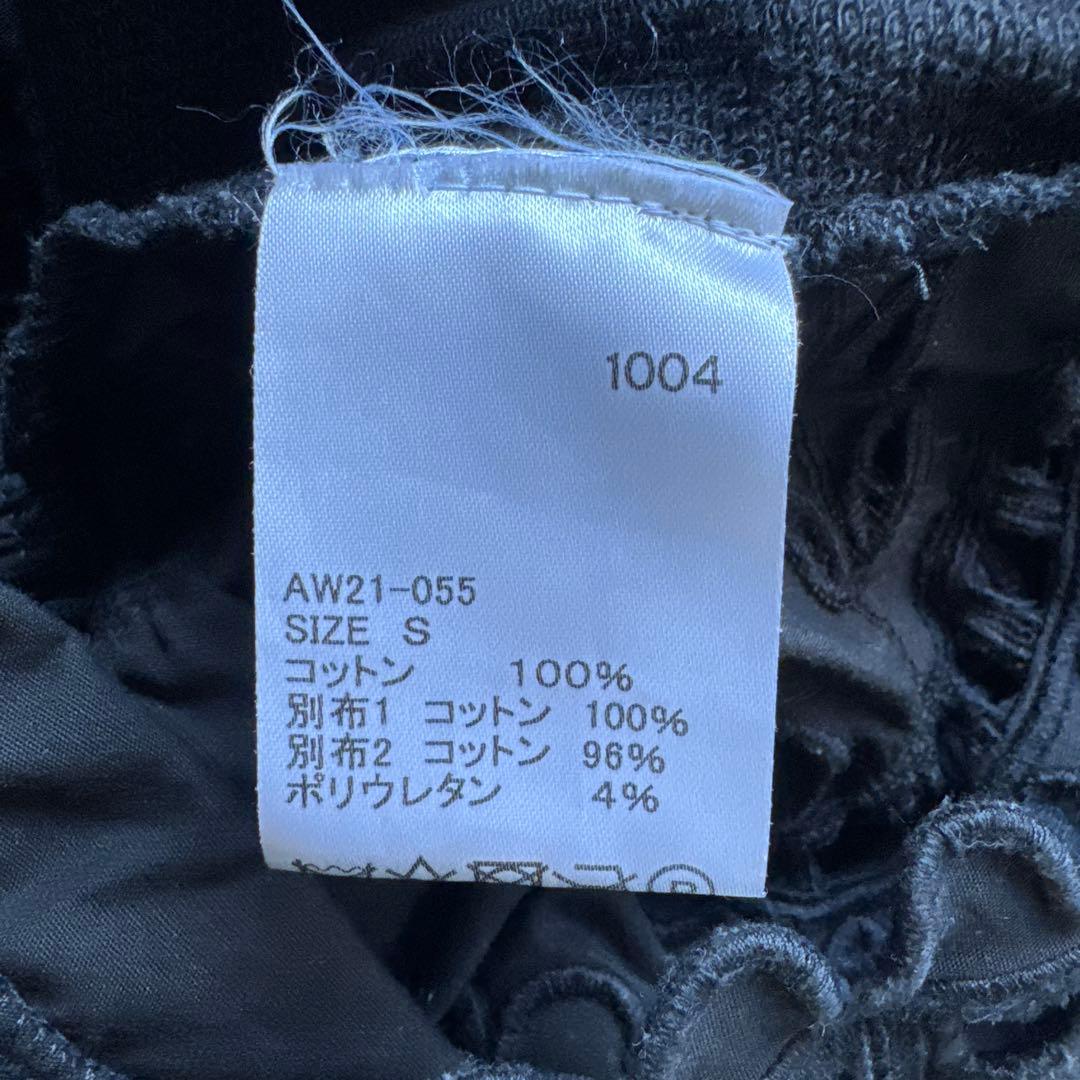 1004
AW21-055
SIZE S
コットン 100%
別布1 コットン 100%
別布2 コットン 96%
ポリウレタン 4%